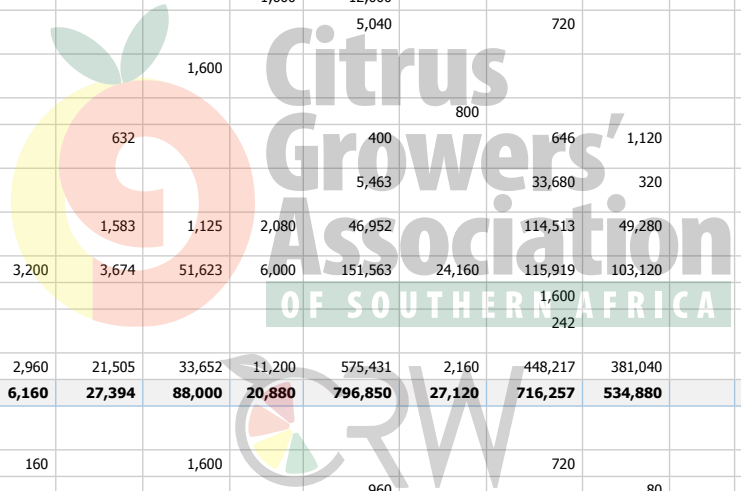 5,040 720
1,600
800
632 400 646 1,120
5,463 33,680 320
1,583 1,125 2,080 46,952 114,513 49,280
3,200 3,674 51,623 6,000 151,563 24,160 115,919 103,120
1,600
242
2,960 21,505 33,652 11,200 575,431 2,160 448,217 381,040
6,160 27,394 88,000 20,880 796,850 27,120 716,257 534,880
160 1,600 720
960 80
Citrus
Growers'
Association
OF SOUTHERN AFRICA
CRW